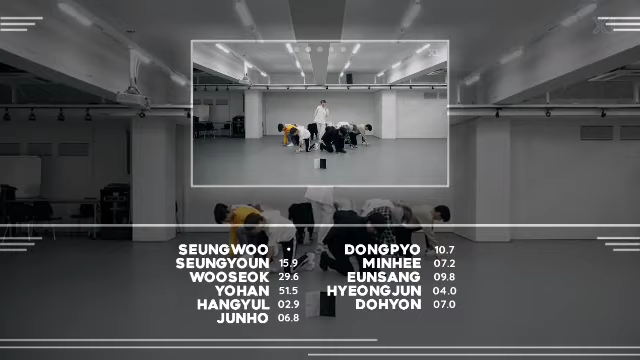 SEUNGWOO •
SEUNGYOUN 15.9
WOOSEOK 29.6
YOHAN 51.5
HANGYUL 02.9
JUNHO 06.8
DONGPYO 10.7
MINHEE 07.2
EUNSANG 09.8
HYEONGJUN 04.0
DOHYON 07.0